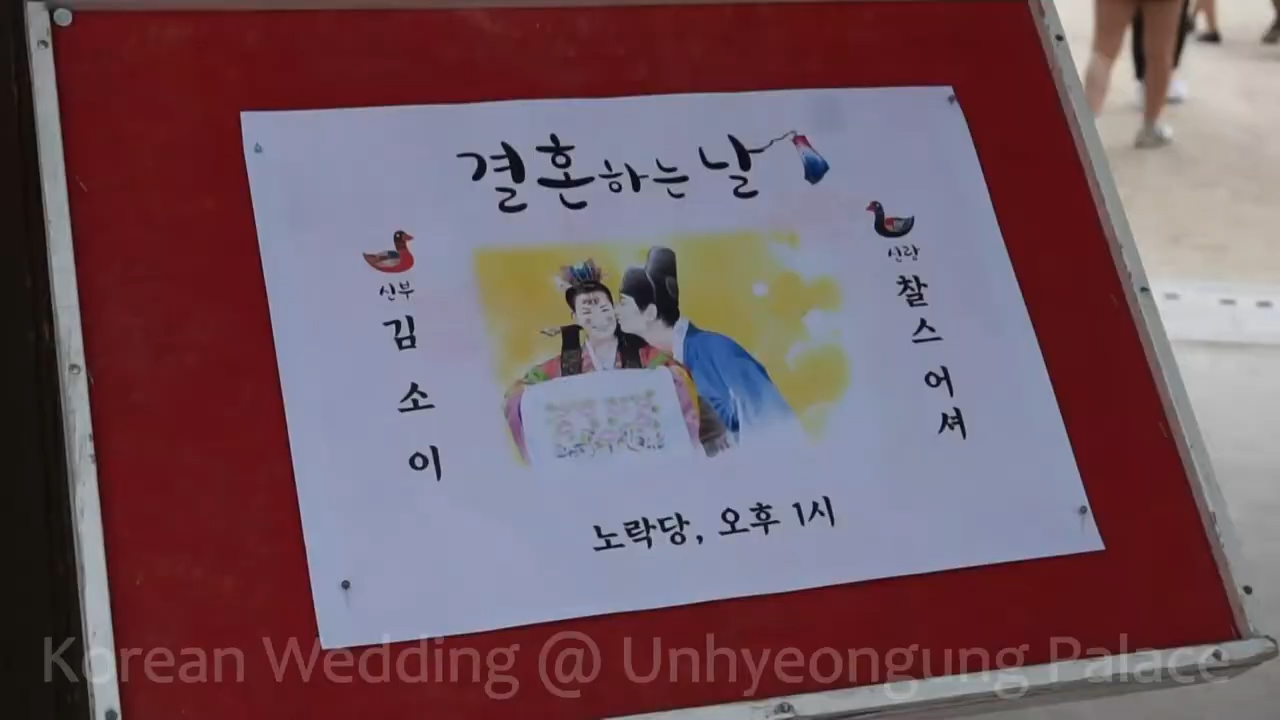 결혼하는 날
신부
김소이
신랑
찰스어셔
노락당, 오후 1시
Korean Wedding @ Unhyeongung Palace